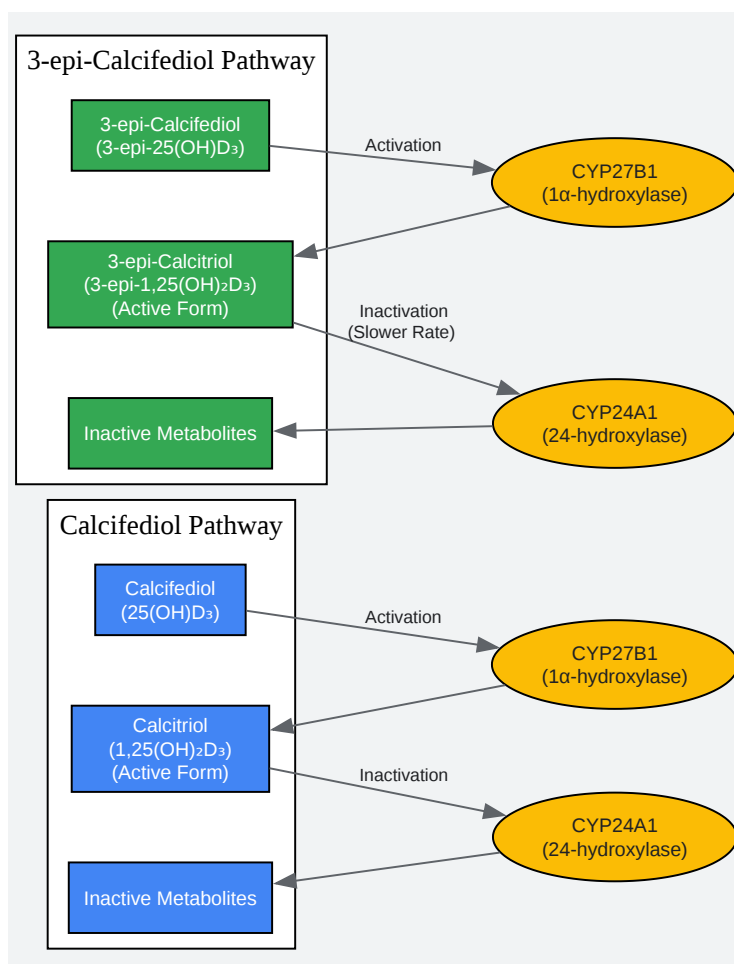 3-epi-Calcifediol Pathway
3-epi-Calcifediol
(3-epi-25(OH)D₃)
Activation
CYP27B1
(1α-hydroxylase)
3-epi-Calcitriol
(3-epi-1,25(OH)₂D₃)
(Active Form)
Inactivation
(Slower Rate)
CYP24A1
(24-hydroxylase)
Inactive Metabolites
Calcifediol Pathway
Calcifediol
(25(OH)D₃)
Activation
CYP27B1
(1α-hydroxylase)
Calcitriol
(1,25(OH)₂D₃)
(Active Form)
Inactivation
CYP24A1
(24-hydroxylase)
Inactive Metabolites